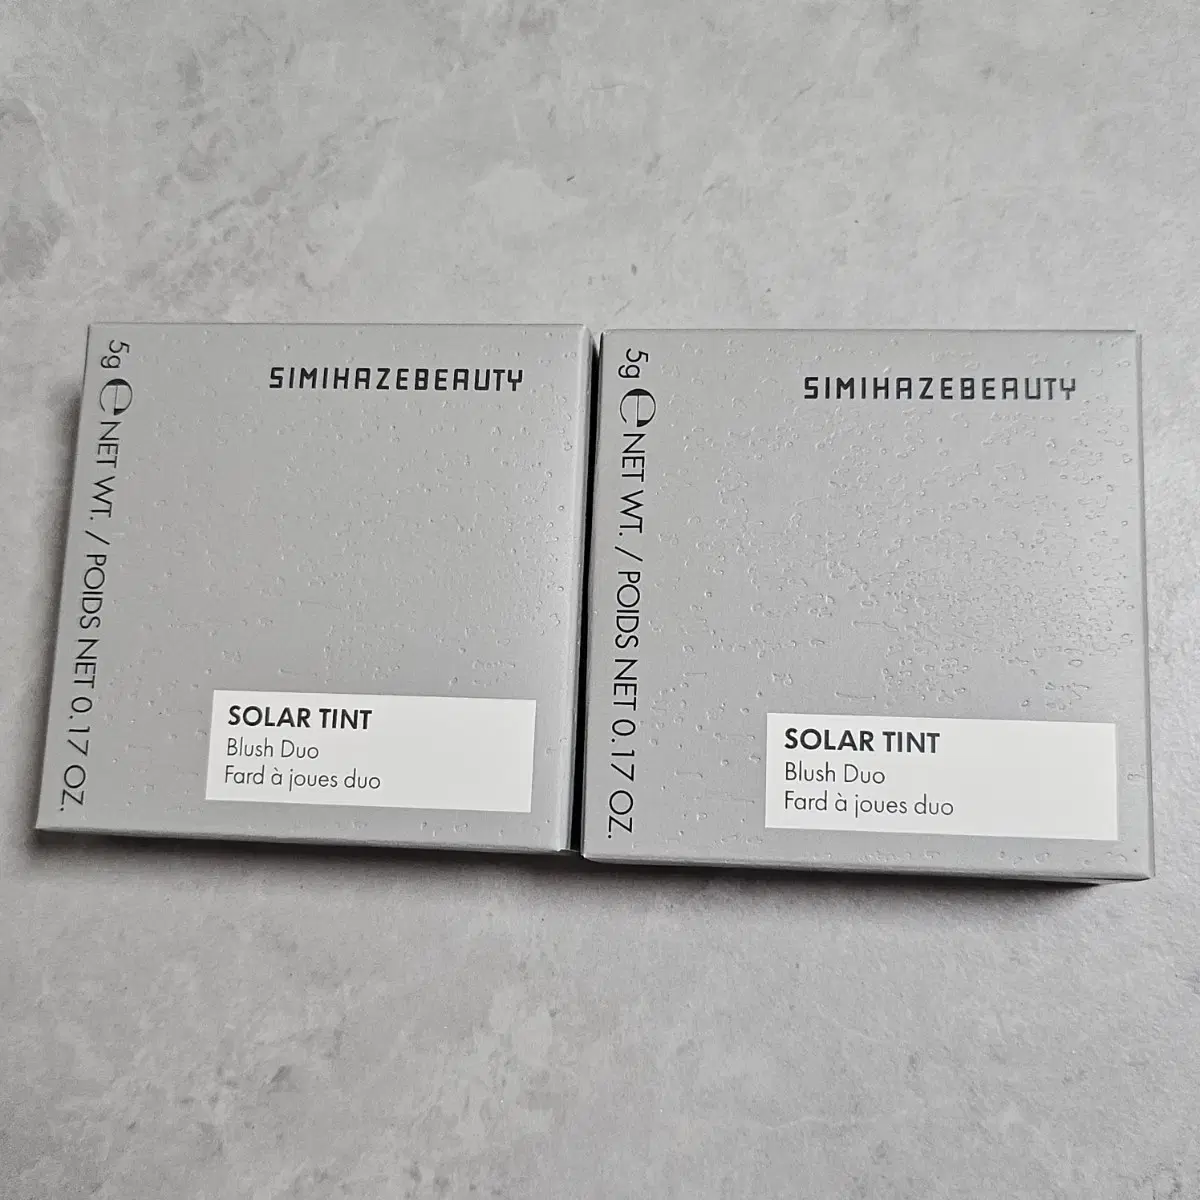 SIMIHAZEBEAUTY
5g ℮ NET WT. / POIDS NET 0.17 OZ.
SOLAR TINT
Blush Duo
Fard à joues duo
SIMIHAZEBEAUTY
5g ℮ NET WT. / POIDS NET 0.17 OZ.
SOLAR TINT
Blush Duo
Fard à joues duo